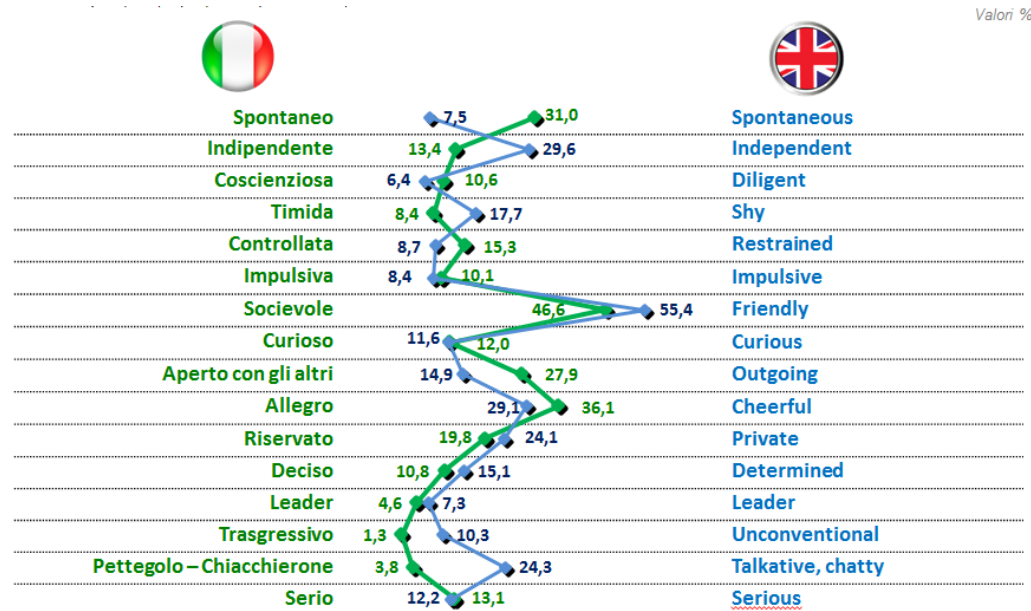 Valori %
Spontaneo 7,5 31,0 Spontaneous
Indipendente 13,4 29,6 Independent
Coscienziosa 6,4 10,6 Diligent
Timida 8,4 17,7 Shy
Controllata 8,7 15,3 Restrained
Impulsiva 8,4 10,1 Impulsive
Socievole 46,6 55,4 Friendly
Curioso 11,6 12,0 Curious
Aperto con gli altri 14,9 27,9 Outgoing
Allegro 29,1 36,1 Cheerful
Riservato 19,8 24,1 Private
Deciso 10,8 15,1 Determined
Leader 4,6 7,3 Leader
Trasgressivo 1,3 10,3 Unconventional
Pettegolo – Chiacchierone 3,8 24,3 Talkative, chatty
Serio 12,2 13,1 Serious